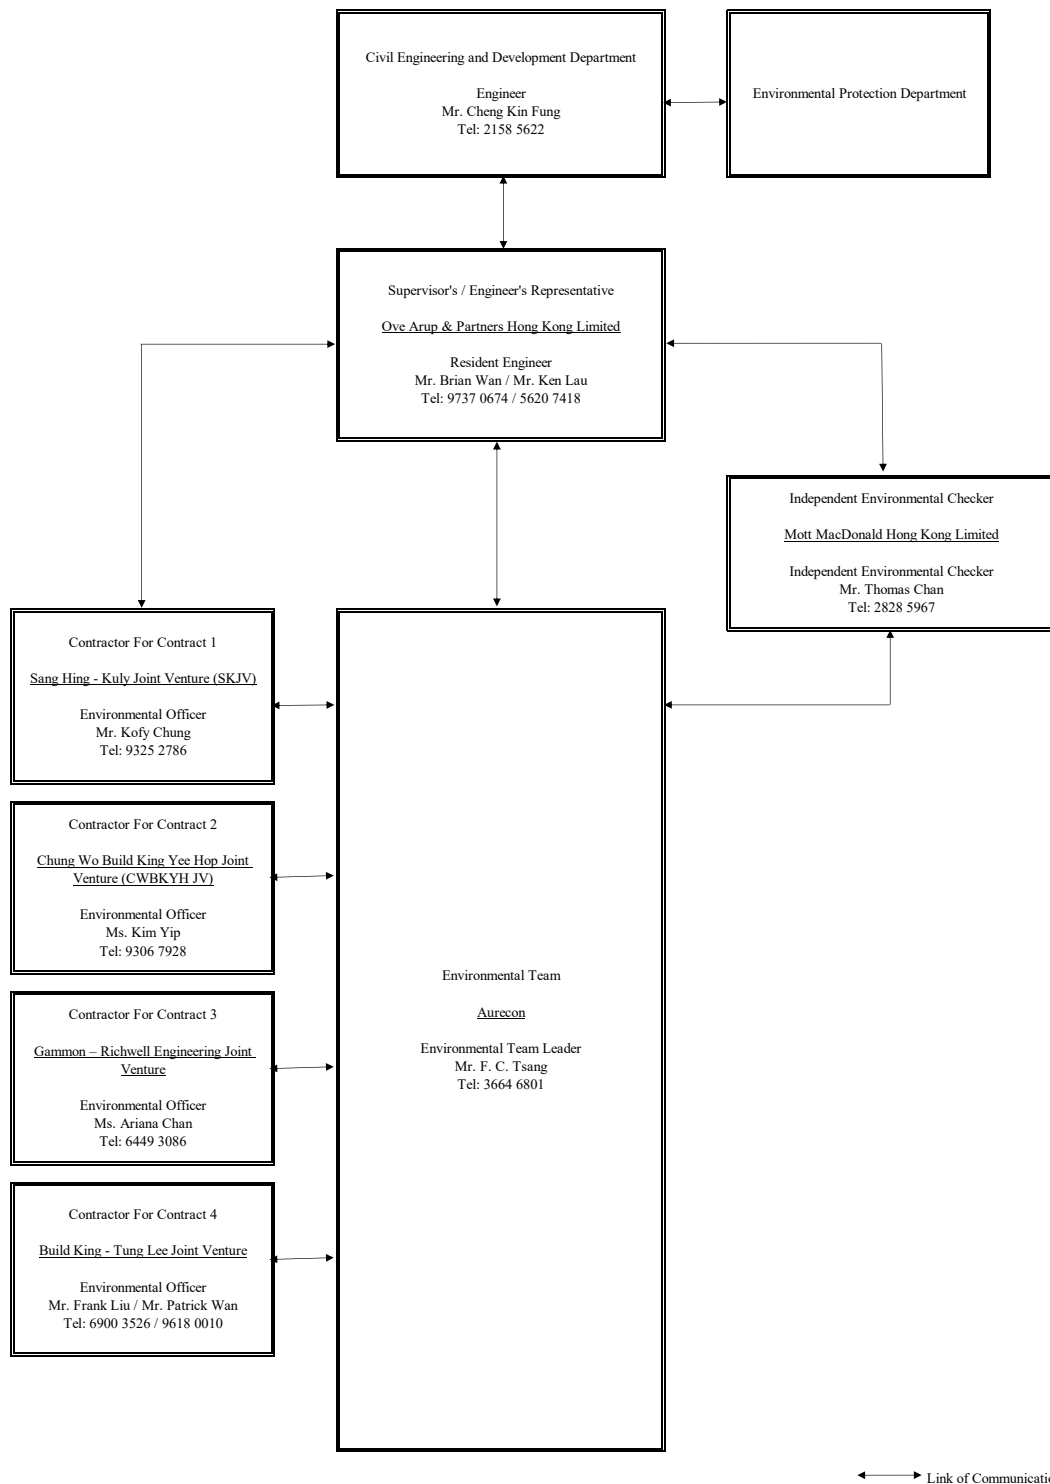 Civil Engineering and Development Department
Engineer
Mr. Cheng Kin Fung
Tel: 2158 5622
Environmental Protection Department
Supervisor's / Engineer's Representative
Ove Arup & Partners Hong Kong Limited
Resident Engineer
Mr. Brian Wan / Mr. Ken Lau
Tel: 9737 0674 / 5620 7418
Independent Environmental Checker
Mott MacDonald Hong Kong Limited
Independent Environmental Checker
Mr. Thomas Chan
Tel: 2828 5967
Contractor For Contract 1
Sang Hing - Kuly Joint Venture (SKJV)
Environmental Officer
Mr. Kofy Chung
Tel: 9325 2786
Contractor For Contract 2
Chung Wo Build King Yee Hop Joint
Venture (CWBKYH JV)
Environmental Officer
Ms. Kim Yip
Tel: 9306 7928
Contractor For Contract 3
Gammon – Richwell Engineering Joint
Venture
Environmental Officer
Ms. Ariana Chan
Tel: 6449 3086
Contractor For Contract 4
Build King - Tung Lee Joint Venture
Environmental Officer
Mr. Frank Liu / Mr. Patrick Wan
Tel: 6900 3526 / 9618 0010
Environmental Team
Aurecon
Environmental Team Leader
Mr. F. C. Tsang
Tel: 3664 6801
Link of Communicatio